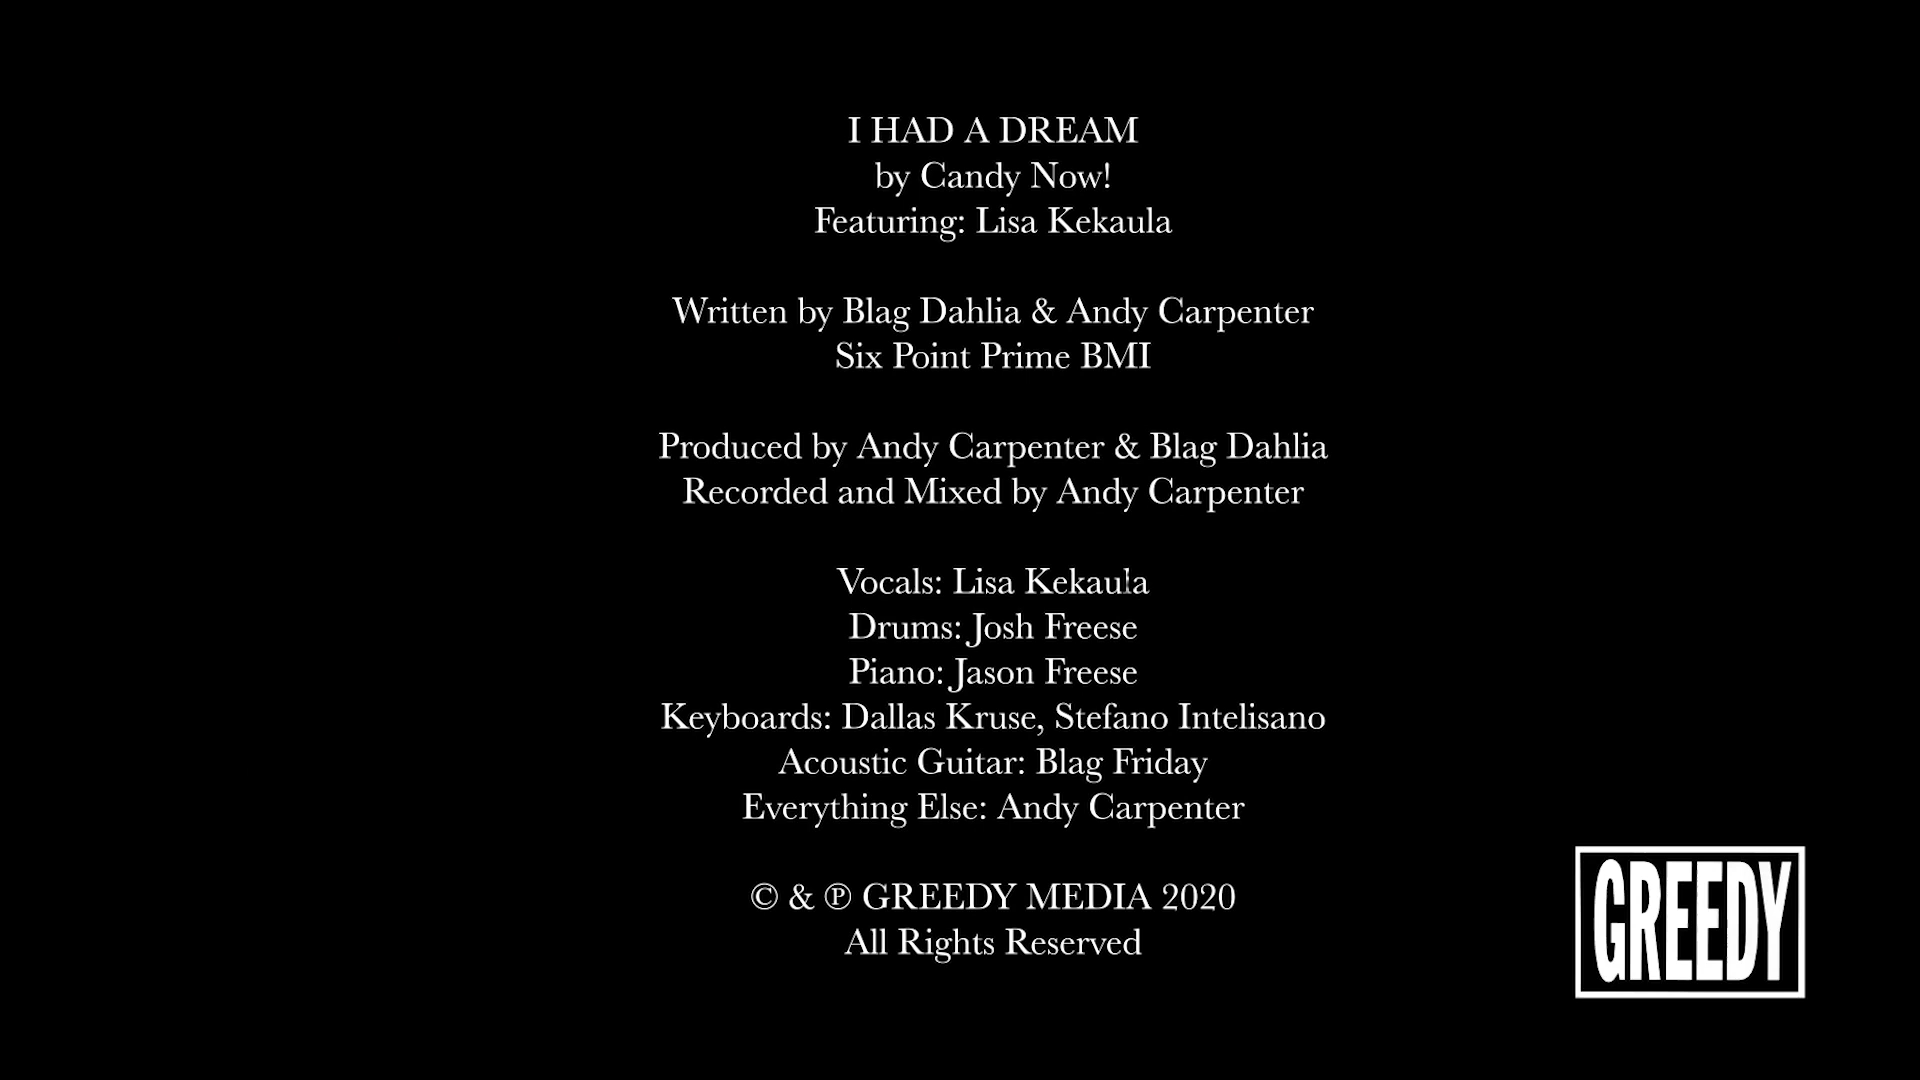 I HAD A DREAM
by Candy Now!
Featuring: Lisa Kekaula
Written by Blag Dahlia & Andy Carpenter
Six Point Prime BMI
Produced by Andy Carpenter & Blag Dahlia
Recorded and Mixed by Andy Carpenter
Vocals: Lisa Kekaula
Drums: Josh Freese
Piano: Jason Freese
Keyboards: Dallas Kruse, Stefano Intelisano
Acoustic Guitar: Blag Friday
Everything Else: Andy Carpenter
© & ℗ GREEDY MEDIA 2020
All Rights Reserved
GREEDY